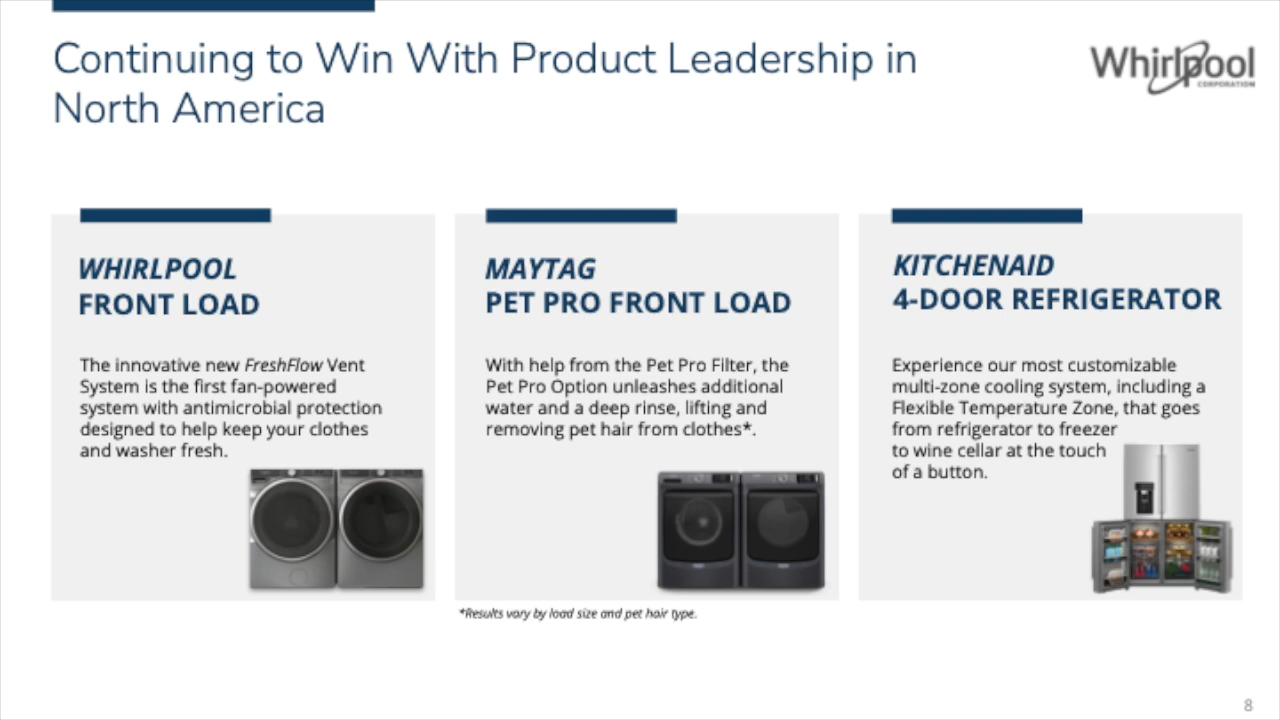 Continuing to Win With Product Leadership in
North America
Whirlpool
CORPORATION
WHIRLPOOL
FRONT LOAD
The innovative new FreshFlow Vent
System is the first fan-powered
system with antimicrobial protection
designed to help keep your clothes
and washer fresh.
MAYTAG
PET PRO FRONT LOAD
With help from the Pet Pro Filter, the
Pet Pro Option unleashes additional
water and a deep rinse, lifting and
removing pet hair from clothes*.
*Results vary by load size and pet hair type.
KITCHENAID
4-DOOR REFRIGERATOR
Experience our most customizable
multi-zone cooling system, including a
Flexible Temperature Zone, that goes
from refrigerator to freezer
to wine cellar at the touch
of a button.
8